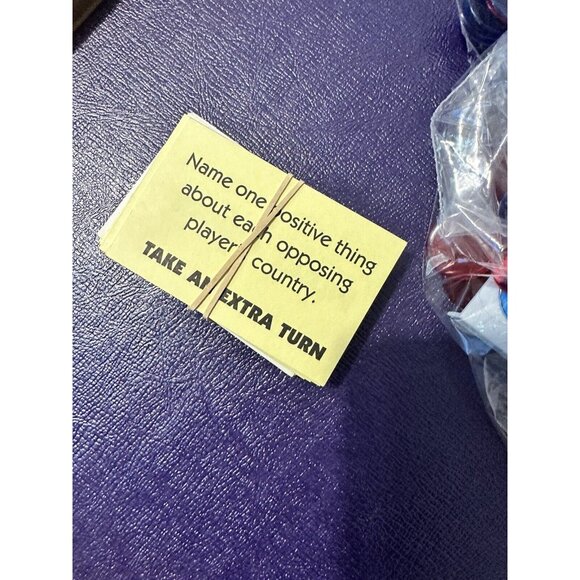 Name one positive thing
about each opposing
player's country.
TAKE AN EXTRA TURN